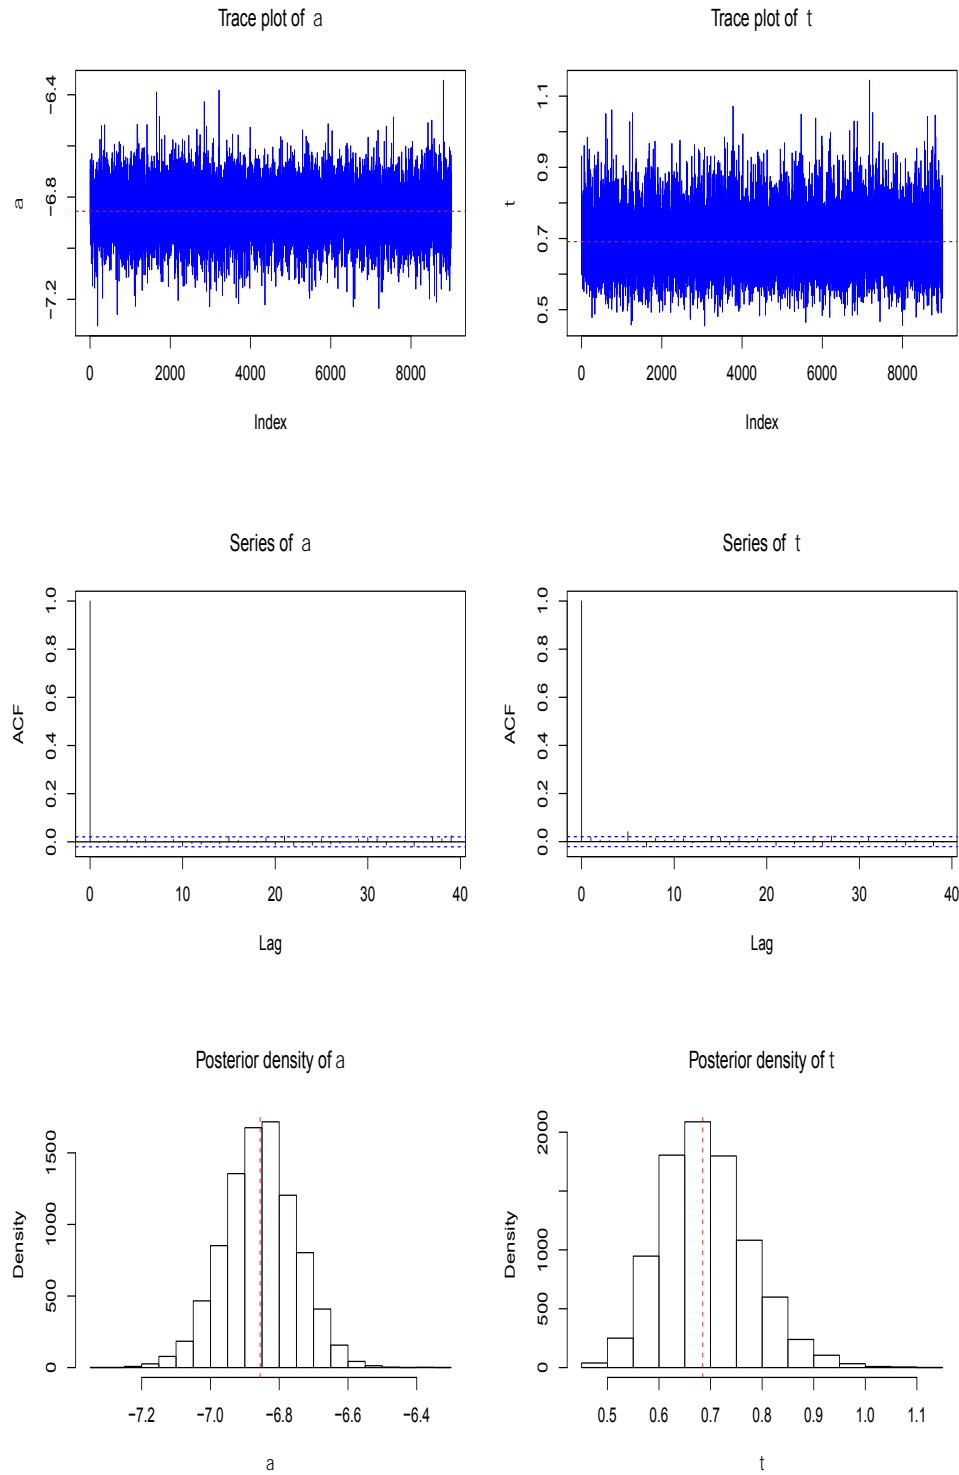 Trace plot of a
Trace plot of t
−6.4
−6.8
−7.2
a
0 2000 4000 6000 8000
Index
1.1
0.9
0.7
0.5
t
0 2000 4000 6000 8000
Index
Series of a
Series of t
1.0
0.8
0.6
0.4
0.2
0.0
ACF
0 10 20 30 40
Lag
1.0
0.8
0.6
0.4
0.2
0.0
ACF
0 10 20 30 40
Lag
Posterior density of a
Posterior density of t
1500
1000
500
0
Density
−7.2 −7.0 −6.8 −6.6 −6.4
a
2000
1000
500
0
Density
0.5 0.6 0.7 0.8 0.9 1.0 1.1
t